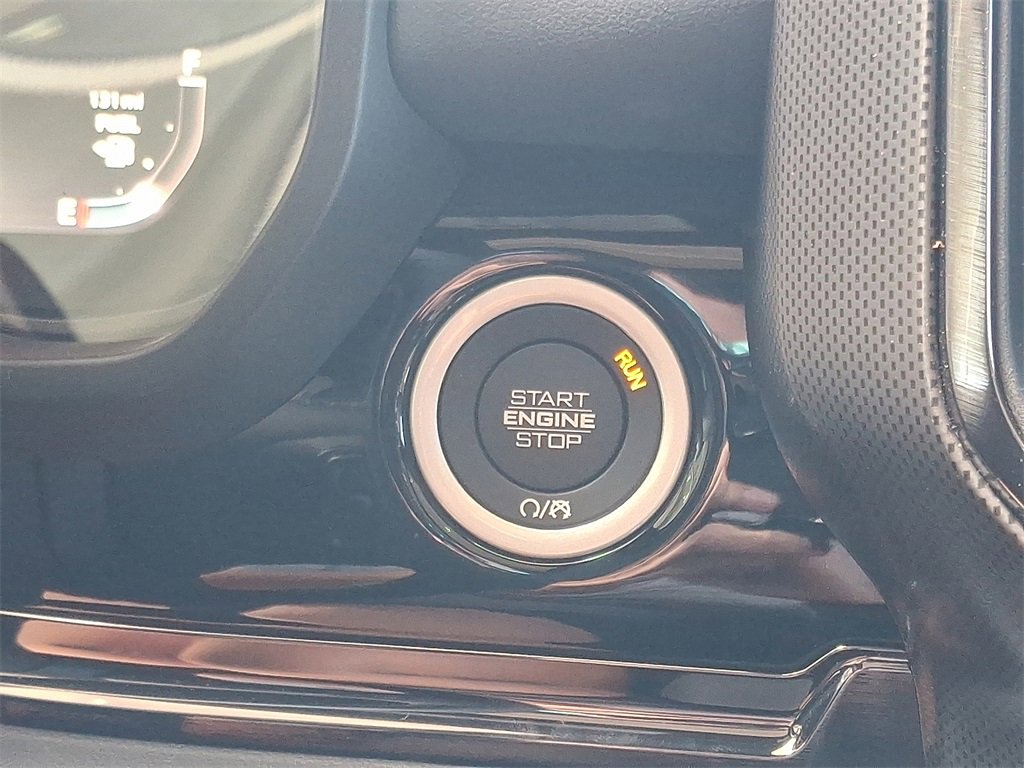 F
131 mi
FUEL
E
RUN
START
ENGINE
STOP